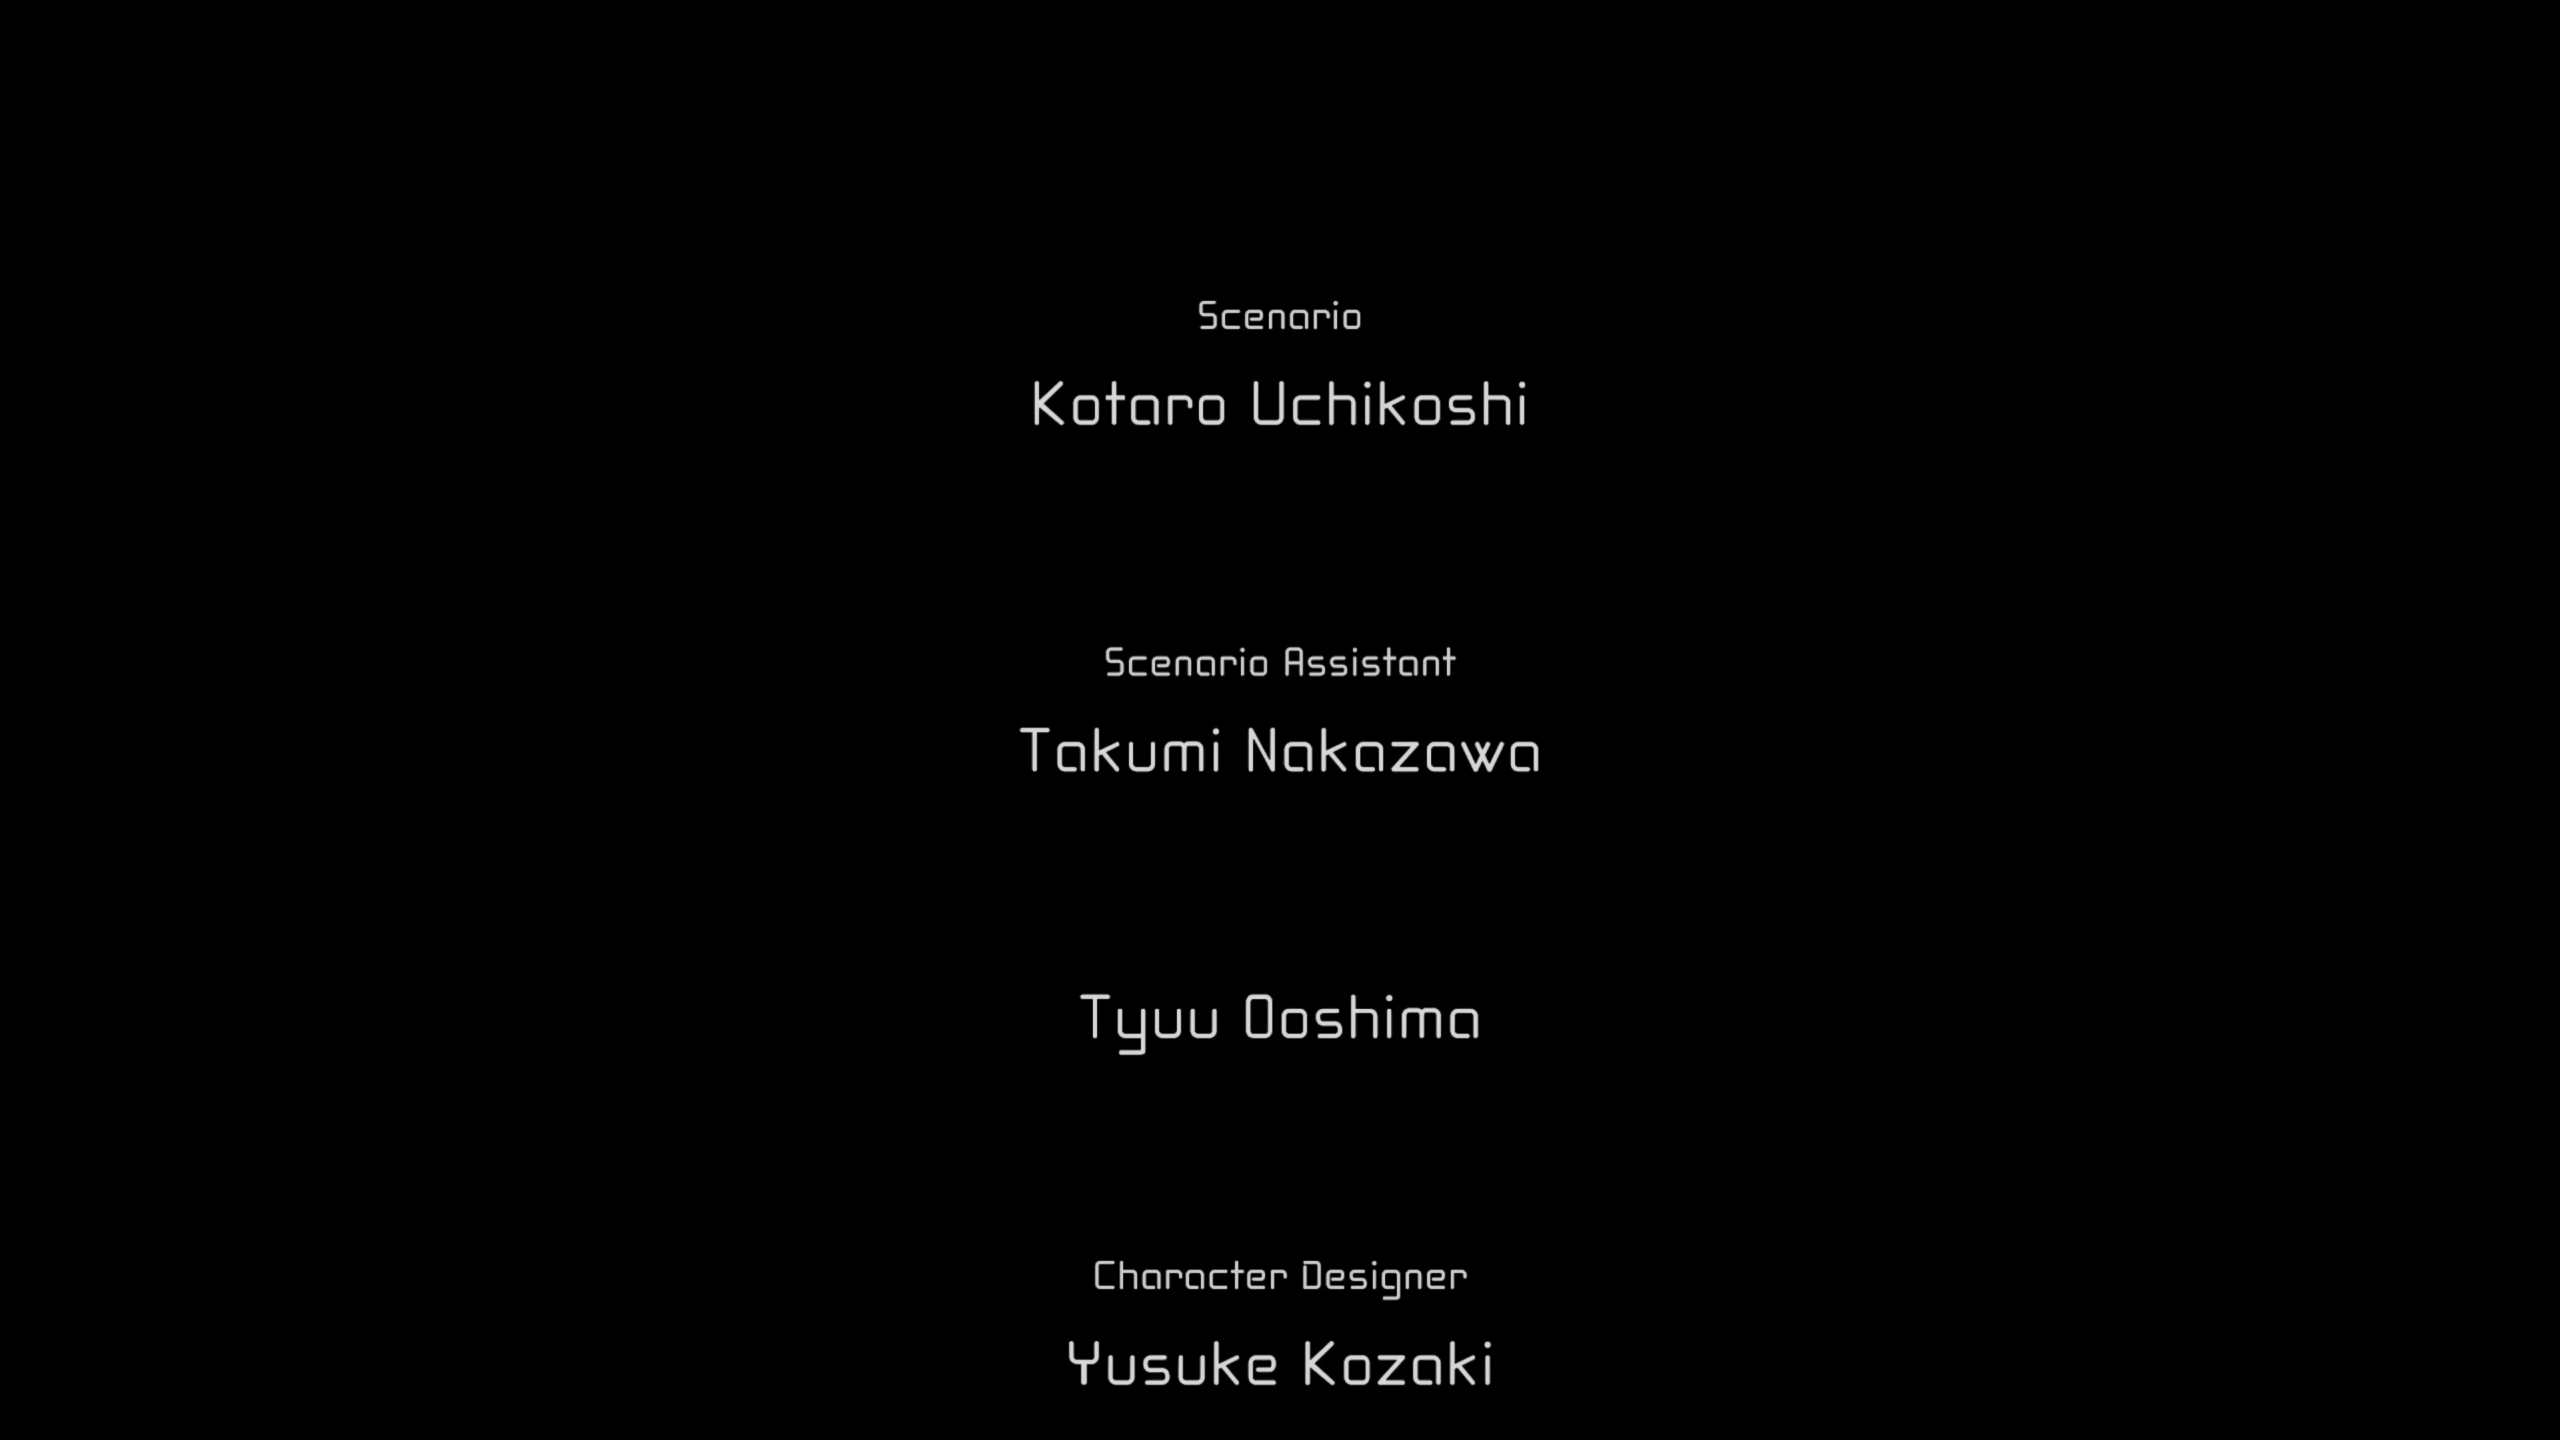 Scenario
Kotaro Uchikoshi
Scenario Assistant
Takumi Nakazawa
Tyuu Ooshima
Character Designer
Yusuke Kozaki